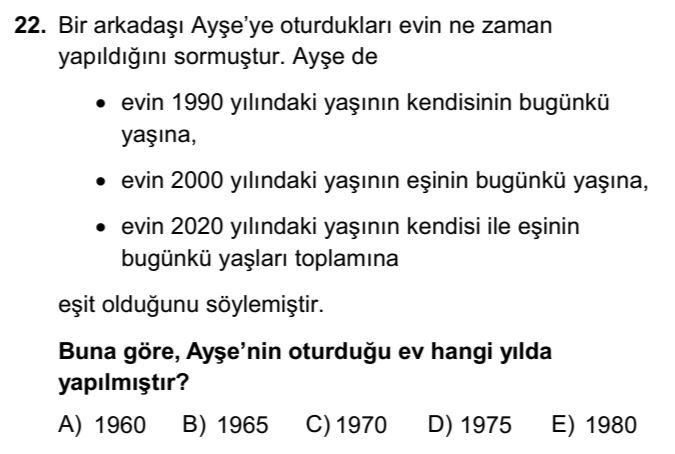 22. Bir arkadaşı Ayşe’ye oturdukları evin ne zaman
yapıldığını sormuştur. Ayşe de
• evin 1990 yılındaki yaşının kendisinin bugünkü
yaşına,
• evin 2000 yılındaki yaşının eşinin bugünkü yaşına,
• evin 2020 yılındaki yaşının kendisi ile eşinin
bugünkü yaşları toplamına
eşit olduğunu söylemiştir.
Buna göre, Ayşe’nin oturduğu ev hangi yılda
yapılmıştır?
A) 1960 B) 1965 C) 1970 D) 1975 E) 1980